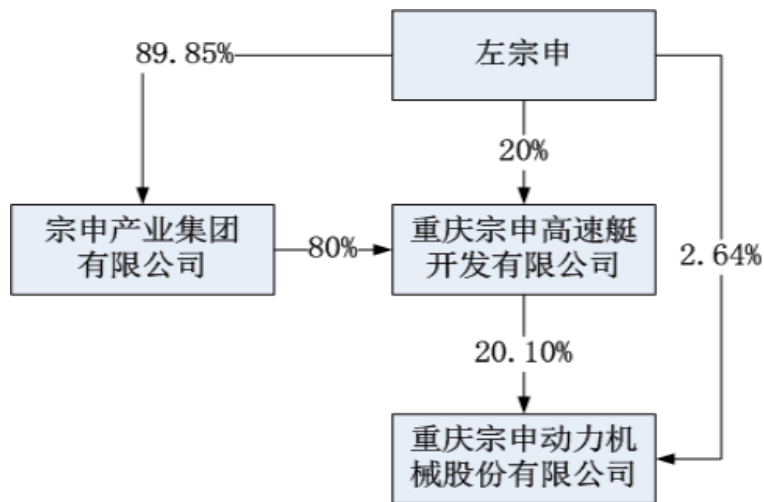 左宗申
89.85%
20%
宗申产业集团
有限公司
80%
重庆宗申高速艇
开发有限公司
2.64%
20.10%
重庆宗申动力机
械股份有限公司